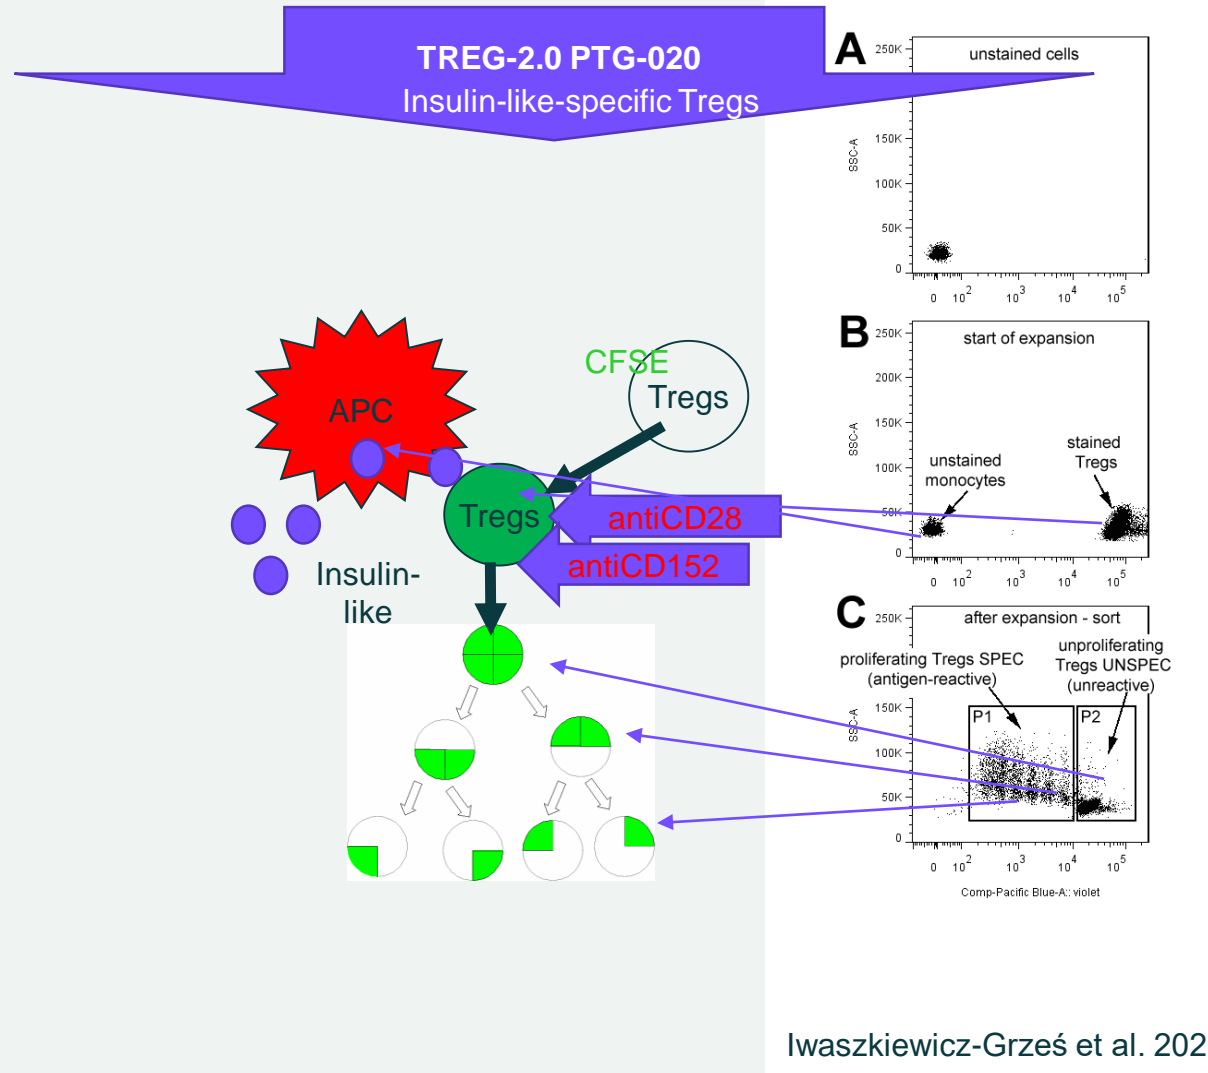 TREG-2.0 PTG-020
Insulin-like-specific Tregs
CFSE
Tregs
APC
Tregs
antiCD28
antiCD152
Insulin-
like
A
unstained cells
250K
150K
100K
50K
0
SSC-A
0 10^2 10^3 10^4 10^5
B
start of expansion
250K
200K
150K
100K
50K
0
SSC-A
unstained
monocytes
stained
Tregs
0 10^2 10^3 10^4 10^5
C
after expansion - sort
250K
150K
100K
50K
0
SSC-A
proliferating Tregs SPEC
(antigen-reactive)
unproliferating
Tregs UNSPEC
(unreactive)
P1
P2
0 10^2 10^3 10^4 10^5
Comp-Pacific Blue-A:: violet
Iwaszkiewicz-Grześ et al. 202